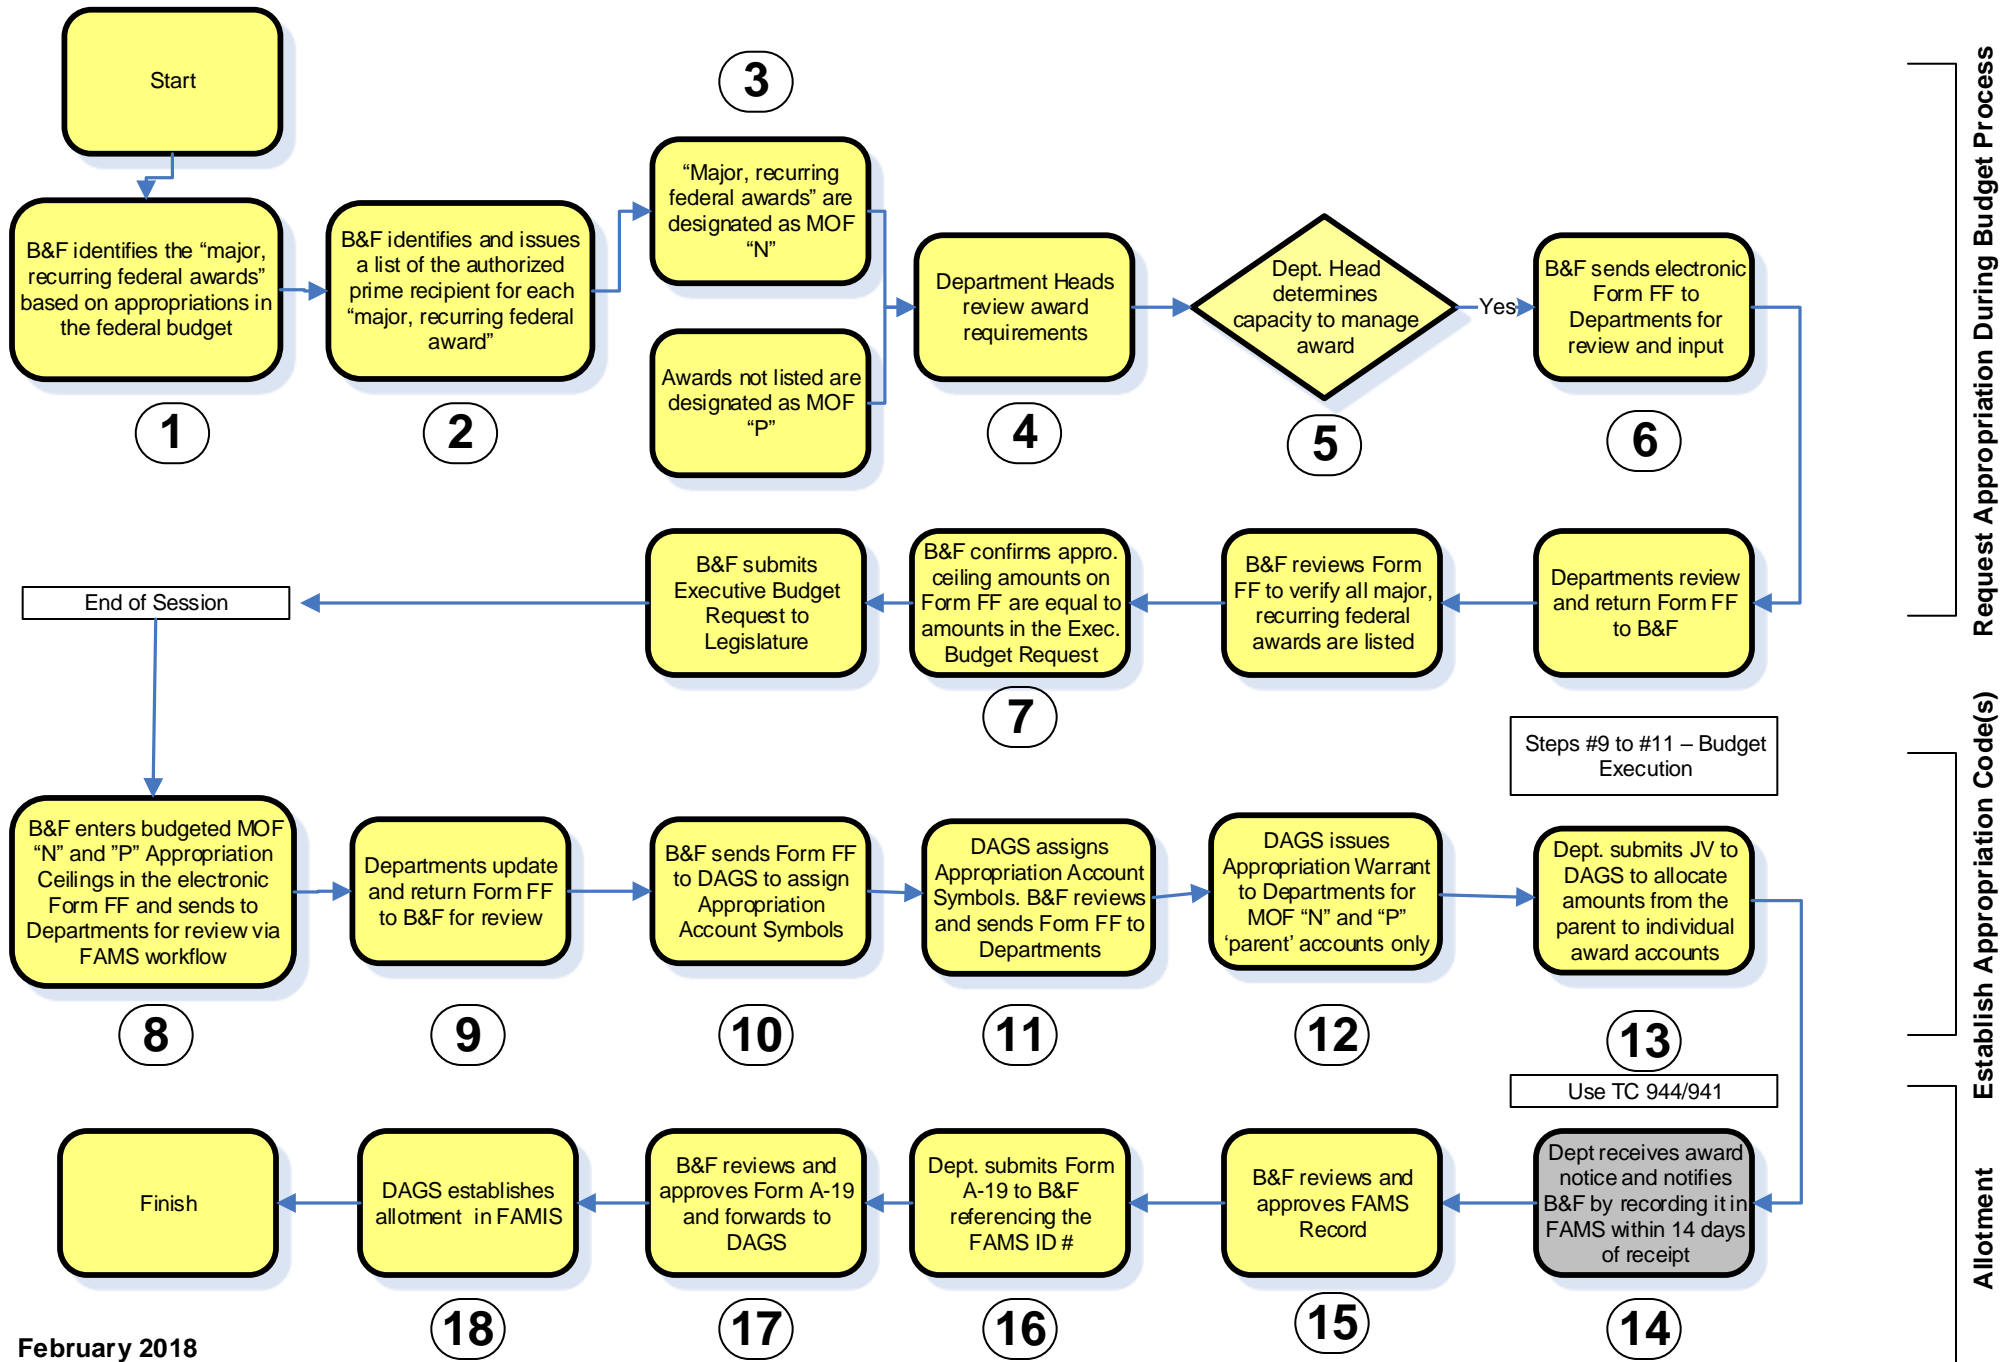 Start
3
B&F identifies the “major,
recurring federal awards”
based on appropriations in
the federal budget
1
B&F identifies and issues
a list of the authorized
prime recipient for each
“major, recurring federal
award”
2
“Major, recurring
federal awards” are
designated as MOF
“N”
Awards not listed are
designated as MOF
“P”
Department Heads
review award
requirements
4
Dept. Head
determines
capacity to manage
award
5
Yes
B&F sends electronic
Form FF to
Departments for
review and input
6
Request Appropriation During Budget Process
Departments review
and return Form FF
to B&F
B&F reviews Form
FF to verify all major,
recurring federal
awards are listed
B&F confirms appro.
ceiling amounts on
Form FF are equal to
amounts in the Exec.
Budget Request
7
B&F submits
Executive Budget
Request to
Legislature
End of Session
Steps #9 to #11 – Budget
Execution
B&F enters budgeted MOF
“N” and ”P” Appropriation
Ceilings in the electronic
Form FF and sends to
Departments for review via
FAMS workflow
8
Departments update
and return Form FF
to B&F for review
9
B&F sends Form FF
to DAGS to assign
Appropriation
Account Symbols
10
DAGS assigns
Appropriation Account
Symbols. B&F reviews
and sends Form FF to
Departments
11
DAGS issues
Appropriation Warrant
to Departments for
MOF “N” and “P”
‘parent’ accounts only
12
Dept. submits JV to
DAGS to allocate
amounts from the
parent to individual
award accounts
13
Establish Appropriation Code(s)
Use TC 944/941
Dept receives award
notice and notifies
B&F by recording it in
FAMS within 14 days
of receipt
14
B&F reviews and
approves FAMS
Record
15
Dept. submits Form
A-19 to B&F
referencing the
FAMS ID #
16
B&F reviews and
approves Form A-19
and forwards to
DAGS
17
DAGS establishes
allotment in FAMIS
18
Finish
Allotment
February 2018